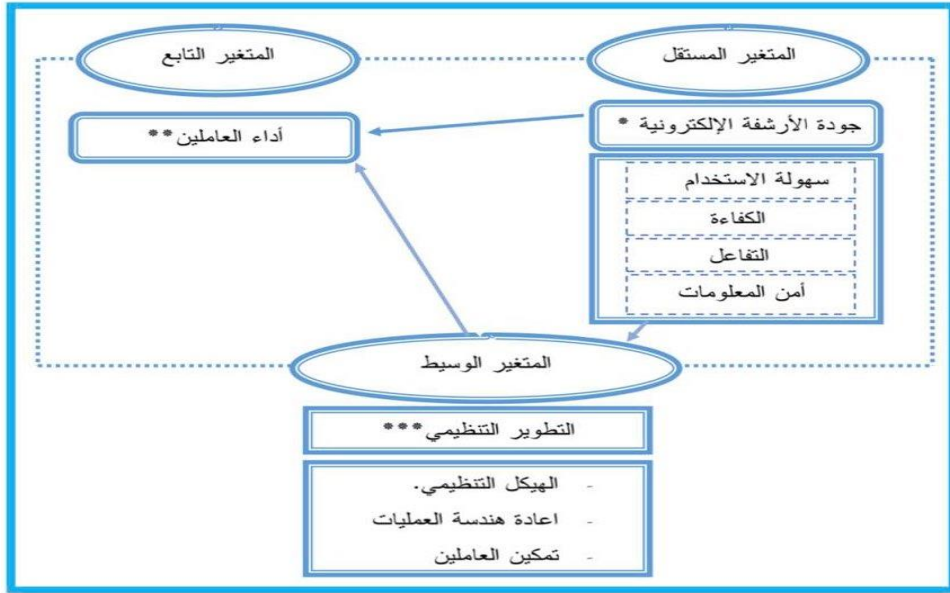 المتغير المستقل
المتغير التابع
جودة الأرشفة الإلكترونية *
أداء العاملين**
سهولة الاستخدام
الكفاءة
التفاعل
أمن المعلومات
المتغير الوسيط
التطوير التنظيمي***
- الهيكل التنظيمي.
- اعادة هندسة العمليات
- تمكين العاملين